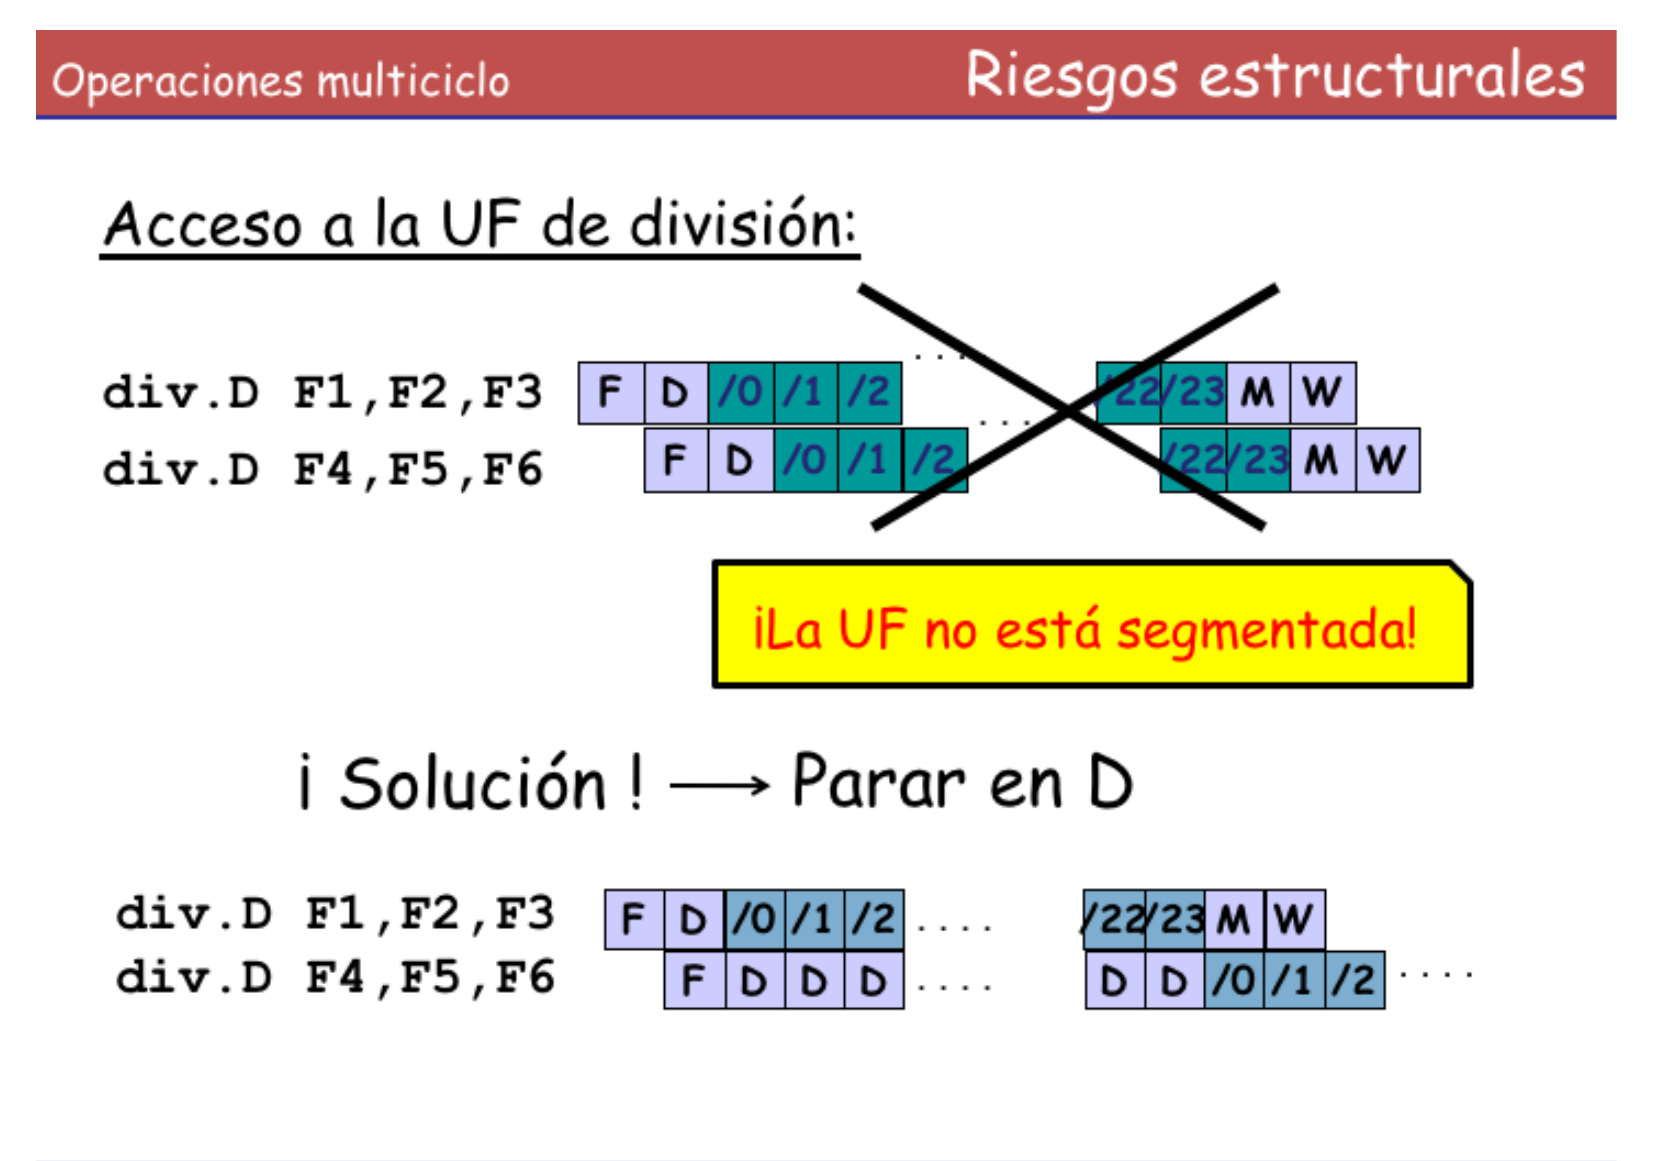 Operaciones multiciclo Riesgos estructurales
Acceso a la UF de división:
....
div.D F1,F2,F3 F D /0 /1 /2 /22 /23 M W
....
div.D F4,F5,F6 F D /0 /1 /2 /22 /23 M W
¡La UF no está segmentada!
¡ Solución ! → Parar en D
div.D F1,F2,F3 F D /0 /1 /2 .... /22 /23 M W
div.D F4,F5,F6 F D D D .... D D /0 /1 /2 ....